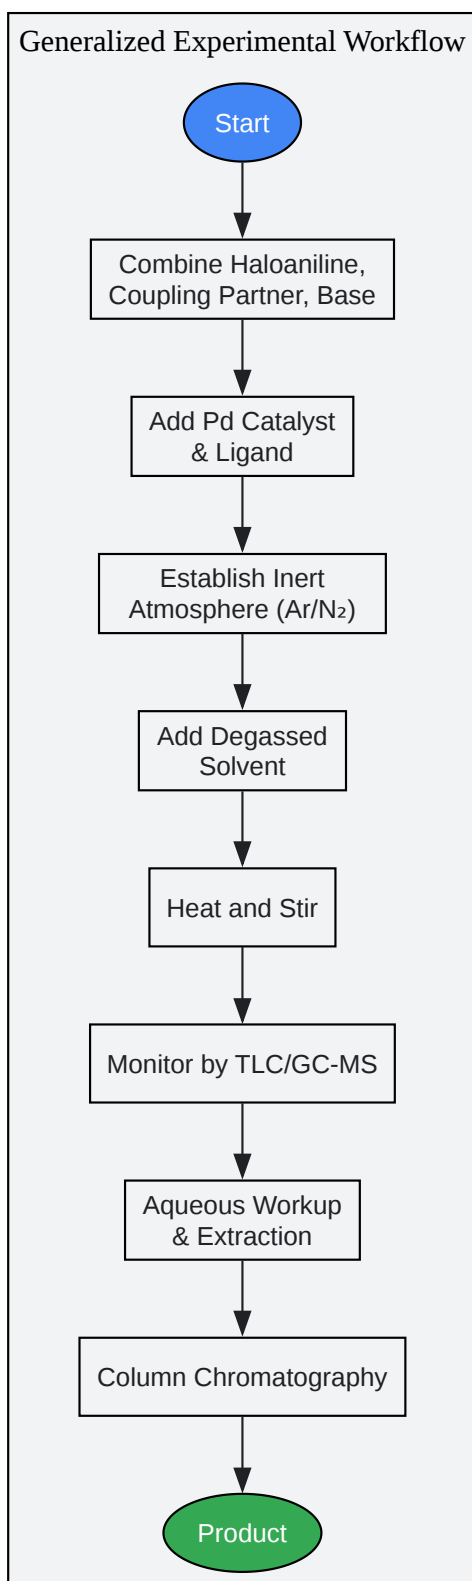 Generalized Experimental Workflow
Start
Combine Haloaniline,
Coupling Partner, Base
Add Pd Catalyst
& Ligand
Establish Inert
Atmosphere (Ar/N₂)
Add Degassed
Solvent
Heat and Stir
Monitor by TLC/GC-MS
Aqueous Workup
& Extraction
Column Chromatography
Product